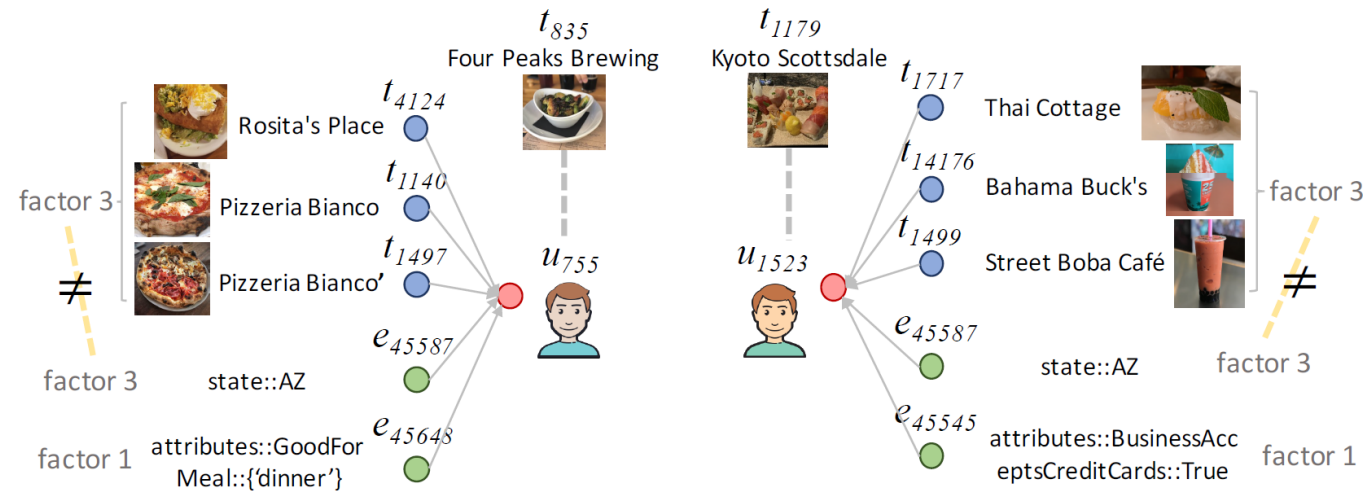 t835
Four Peaks Brewing
t1179
Kyoto Scottsdale
t4124
Rosita's Place
t1140
Pizzeria Bianco
t1497
Pizzeria Bianco’
factor 3
≠
u755
e45587
factor 3
state::AZ
e45648
factor 1
attributes::GoodFor
Meal::{‘dinner’}
t1717
Thai Cottage
t14176
Bahama Buck's
t1499
Street Boba Café
factor 3
≠
u1523
e45587
state::AZ
factor 3
e45545
attributes::BusinessAcc
eptsCreditCards::True
factor 1